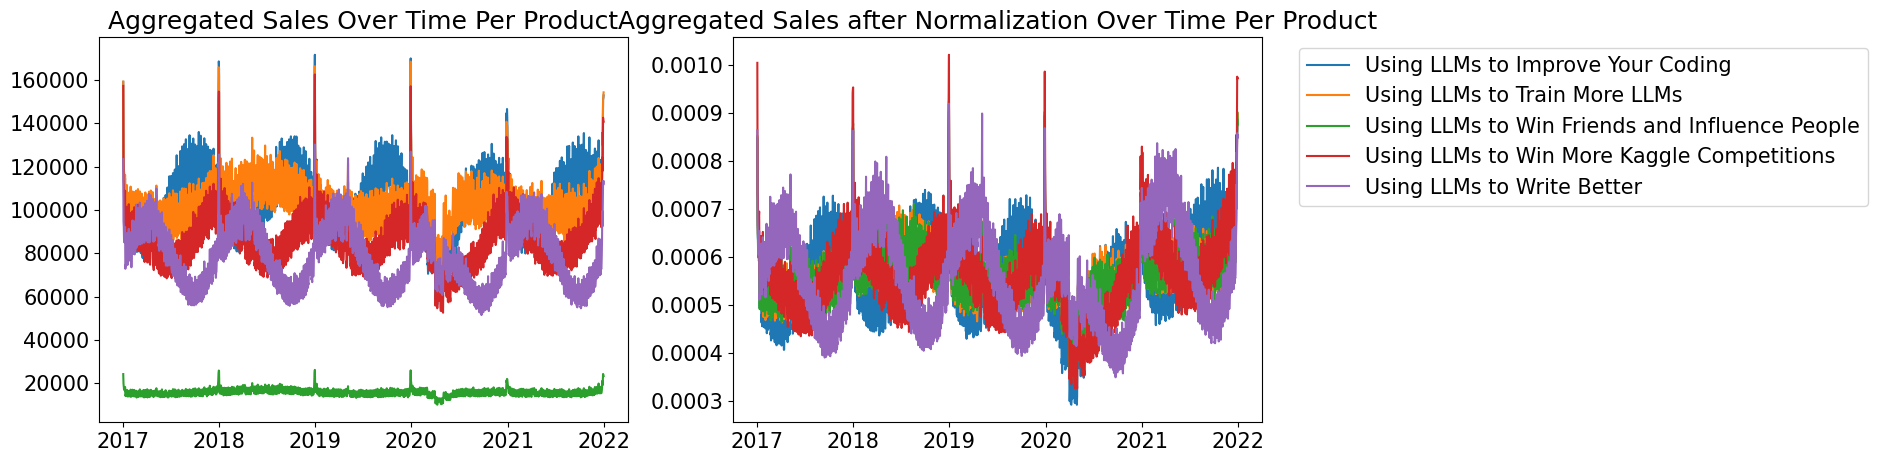 Aggregated Sales Over Time Per Product
160000
140000
120000
100000
80000
60000
40000
20000
2017 2018 2019 2020 2021 2022
Aggregated Sales after Normalization Over Time Per Product
0.0010
0.0009
0.0008
0.0007
0.0006
0.0005
0.0004
0.0003
2017 2018 2019 2020 2021 2022
Using LLMs to Improve Your Coding
Using LLMs to Train More LLMs
Using LLMs to Win Friends and Influence People
Using LLMs to Win More Kaggle Competitions
Using LLMs to Write Better